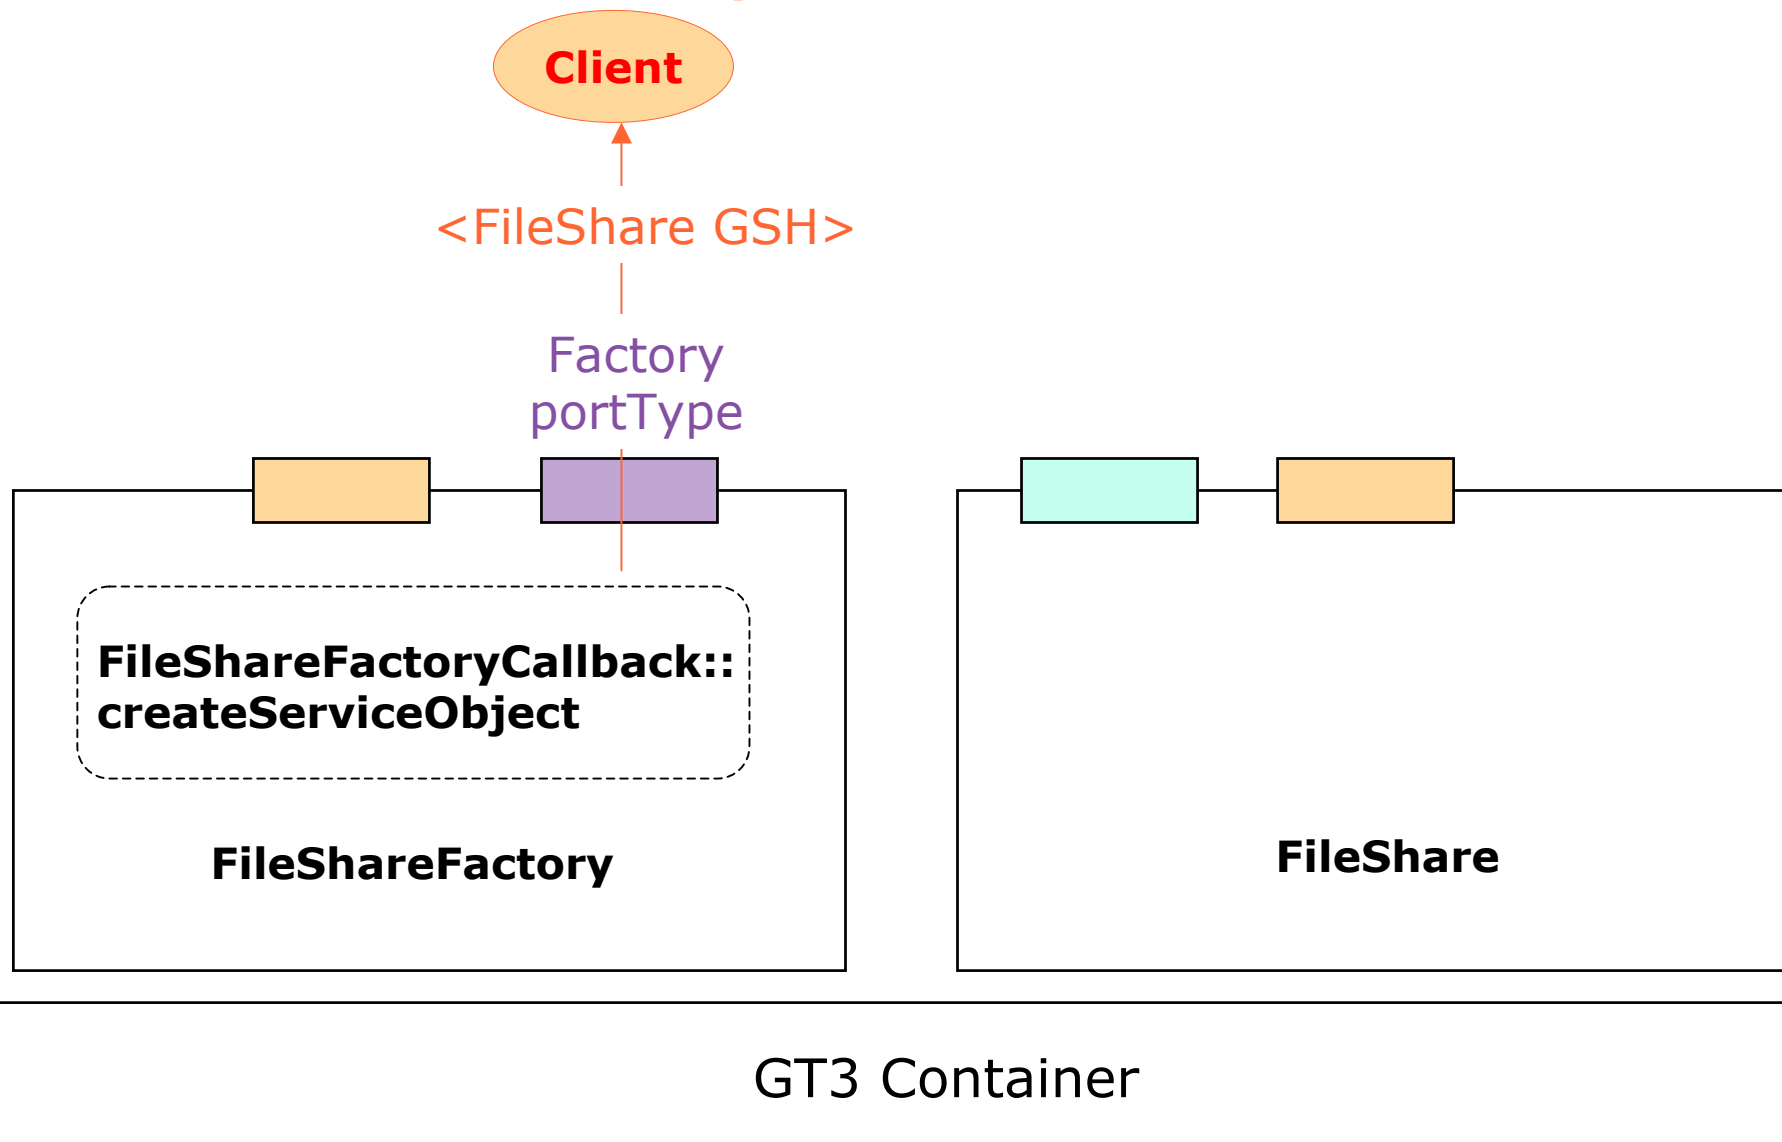 Client
<FileShare GSH>
Factory
portType
FileShareFactoryCallback::
createServiceObject
FileShareFactory
FileShare
GT3 Container